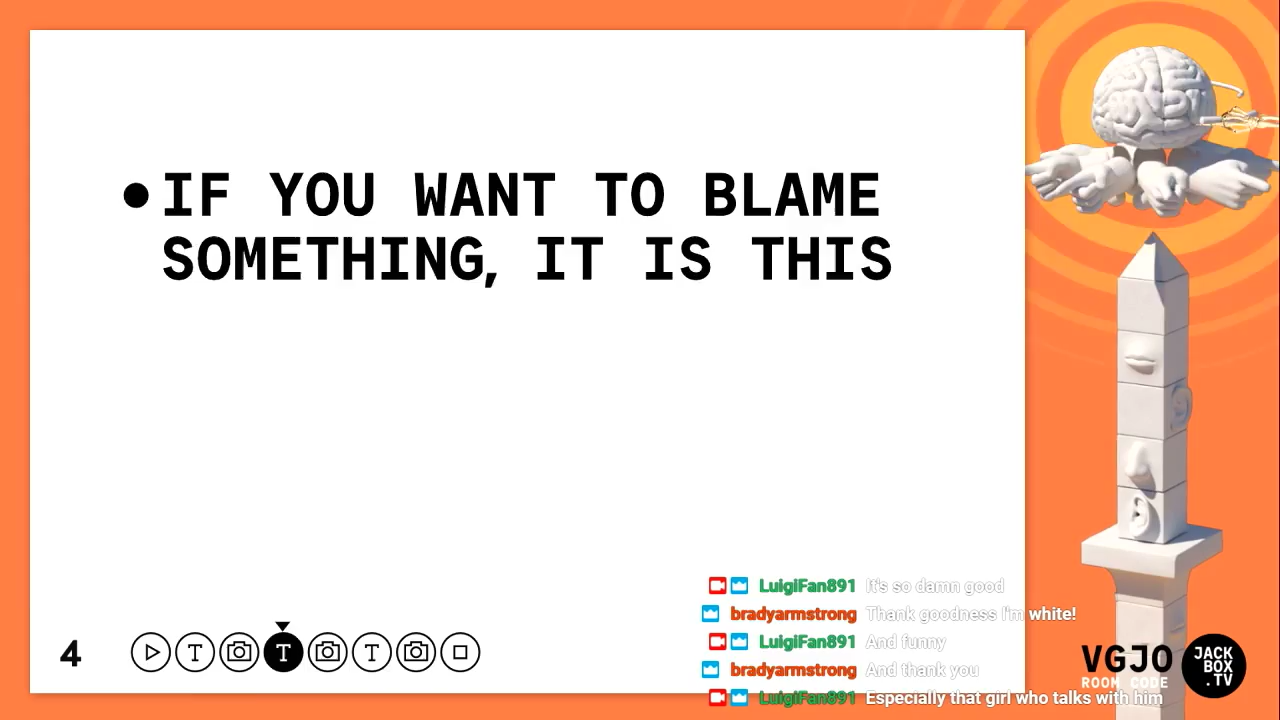 • IF YOU WANT TO BLAME
SOMETHING, IT IS THIS
LuigiFan891 It's so damn good
bradyarmstrong Thank goodness I'm white!
LuigiFan891 And funny
bradyarmstrong And thank you
LuigiFan891 Especially that girl who talks with him
4
T
T
T
VGJO
ROOM CODE
JACK
BOX
.TV